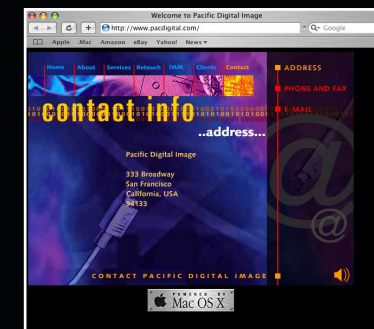 Welcome to Pacific Digital Image
http://www.pacdigital.com/
Google
Apple .Mac Amazon eBay Yahoo! News
Home About Services Retouch DAM Clients Contact
ADDRESS
PHONE AND FAX
E-MAIL
contact info
..address...
Pacific Digital Image
333 Broadway
San Francisco
California, USA
94133
@
@
CONTACT PACIFIC DIGITAL IMAGE
POWERED BY
Mac OS X